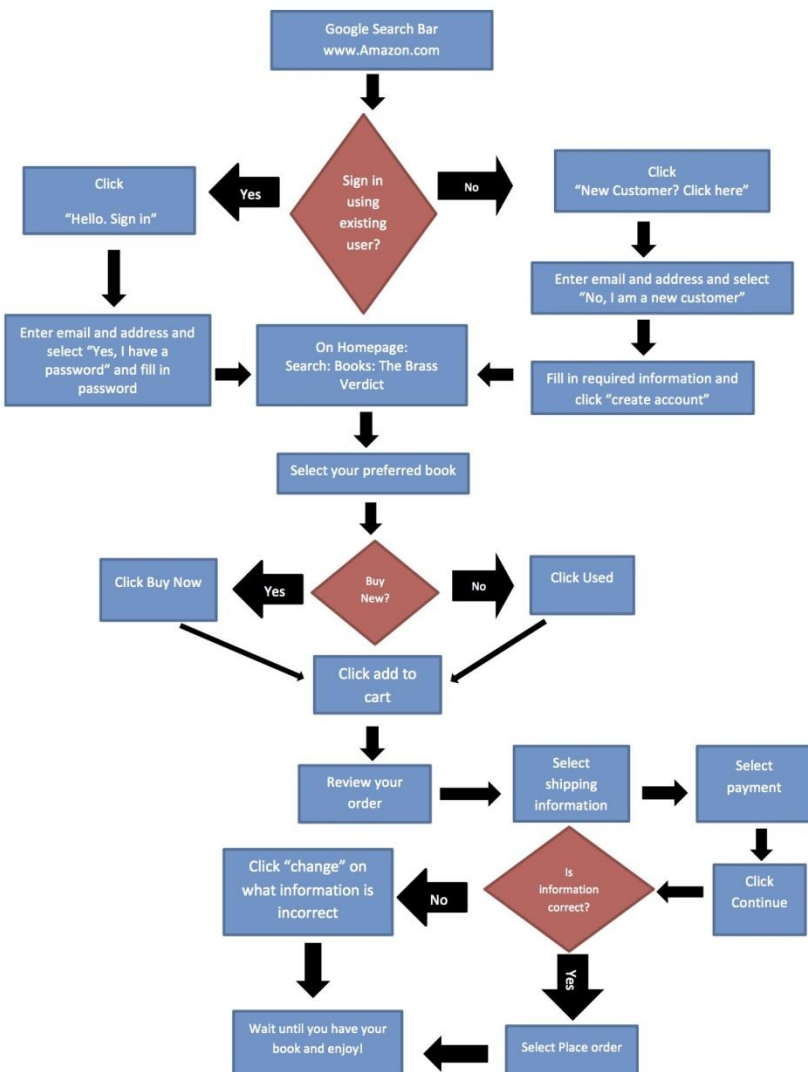 Google Search Bar
www.Amazon.com
Sign in
using
existing
user?
Yes
No
Click
“Hello. Sign in”
Click
“New Customer? Click here”
Enter email and address and
select “Yes, I have a
password” and fill in
password
Enter email and address and select
“No, I am a new customer”
Fill in required information and
click “create account”
On Homepage:
Search: Books: The Brass
Verdict
Select your preferred book
Buy
New?
Yes
No
Click Buy Now
Click Used
Click add to
cart
Review your
order
Select
shipping
information
Select
payment
Click
Continue
Is
information
correct?
No
Yes
Click “change” on
what information is
incorrect
Select Place order
Wait until you have your
book and enjoy!